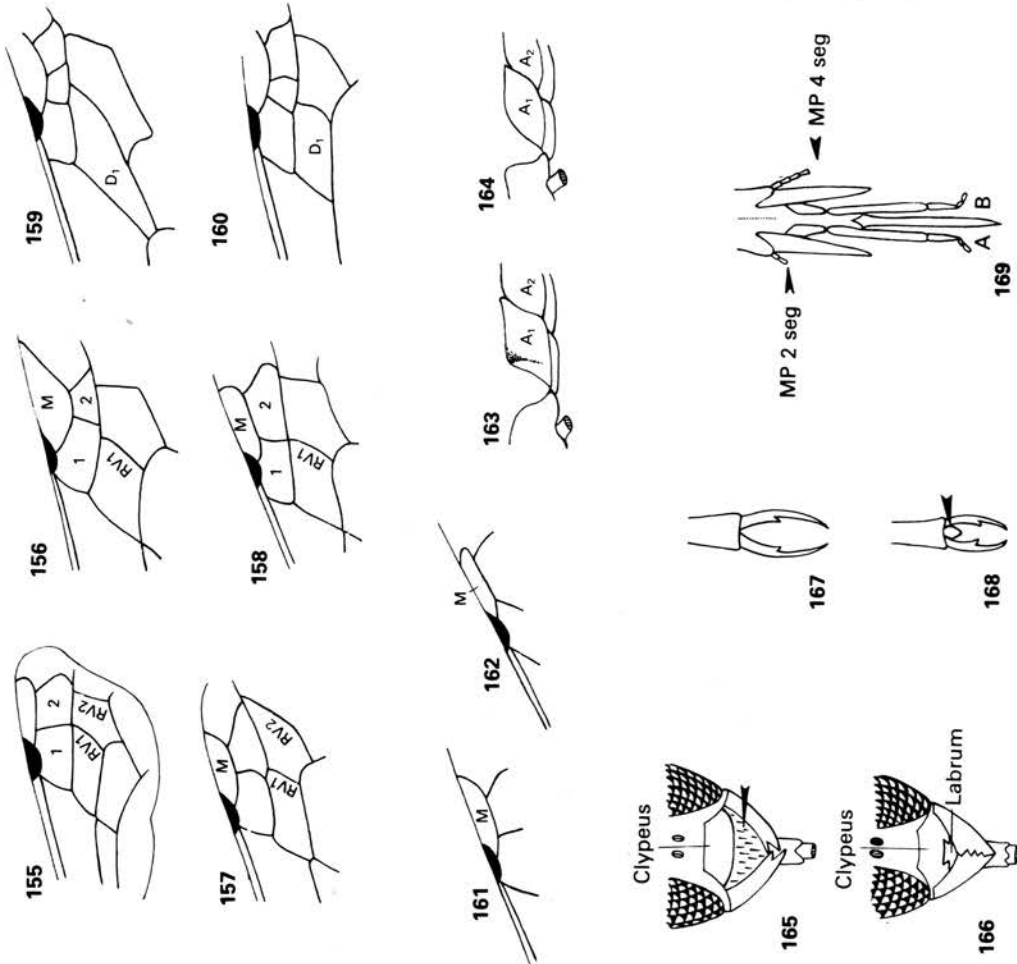 155
1
2
RV1
RV2
156
M
1
2
RV1
159
D₁
157
M
RV1
RV2
158
M
1
2
RV1
160
D₁
161
M
162
M
163
A₁
A₂
164
A₁
A₂
165
Clypeus
166
Clypeus
Labrum
167
168
MP 2 seg
MP 4 seg
A
B
169